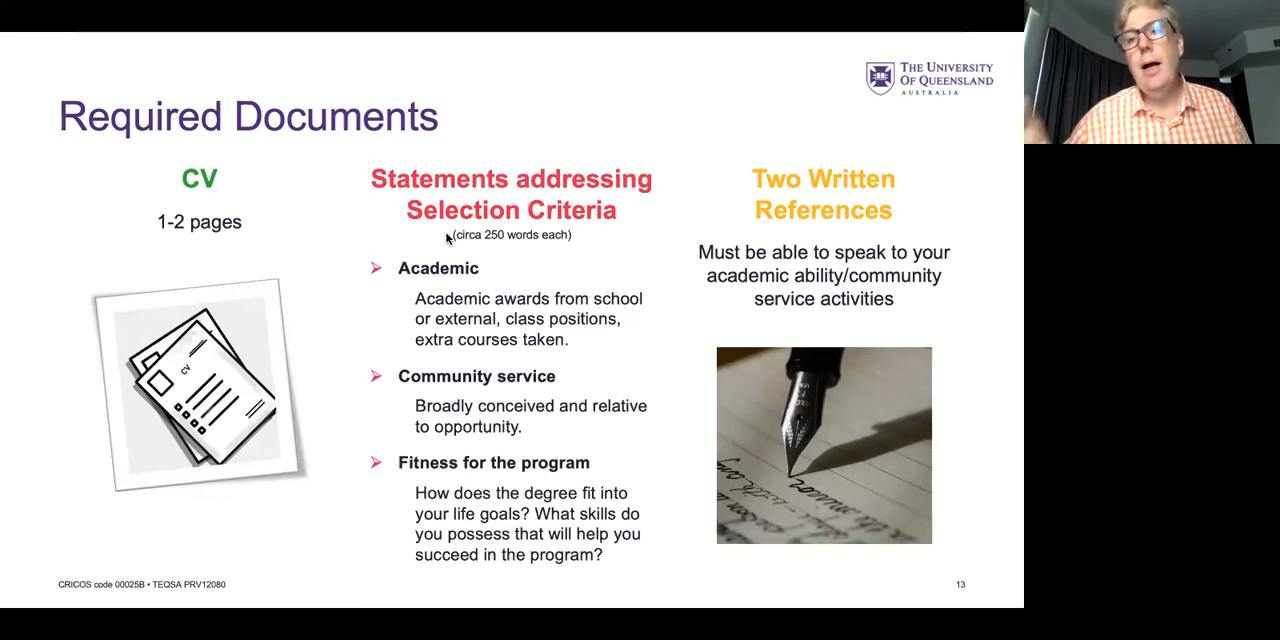 THE UNIVERSITY
OF QUEENSLAND
AUSTRALIA
Required Documents
CV
1-2 pages
CV
Statements addressing
Selection Criteria
(circa 250 words each)
Academic
Academic awards from school
or external, class positions,
extra courses taken.
Community service
Broadly conceived and relative
to opportunity.
Fitness for the program
How does the degree fit into
your life goals? What skills do
you possess that will help you
succeed in the program?
Two Written
References
Must be able to speak to your
academic ability/community
service activities
CRICOS code 00025B • TEQSA PRV12080
13